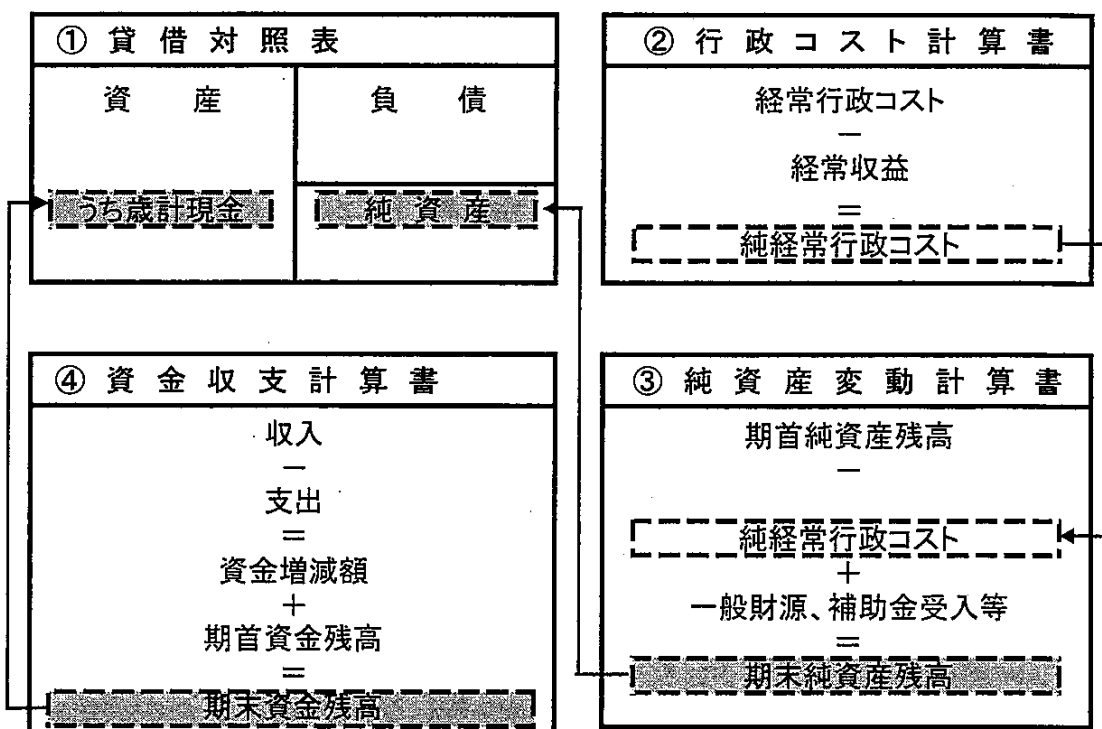 ① 貸借対照表
資産
負債
うち歳計現金
純資産
② 行政コスト計算書
経常行政コスト
－
経常収益
＝
純経常行政コスト
④ 資金収支計算書
収入
－
支出
＝
資金増減額
＋
期首資金残高
＝
期末資金残高
③ 純資産変動計算書
期首純資産残高
－
純経常行政コスト
＋
一般財源、補助金受入等
＝
期末純資産残高